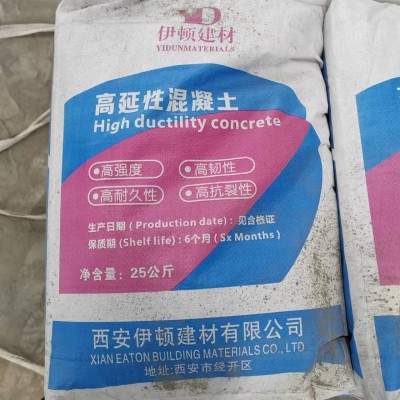 YD
伊顿建材
YIDUNMATERIALS
高延性混凝土
High ductility concrete
高强度 高韧性
高耐久性 高抗裂性
生产日期 ( Production date) : 见合格证
保质期 (Shelf life) : 6个月 ( Sx Months )
净含量: 25公斤
西安伊顿建材有限公司
XIAN EATON BUILDING MATERIALS CO., LTD
地址:西安市经开区